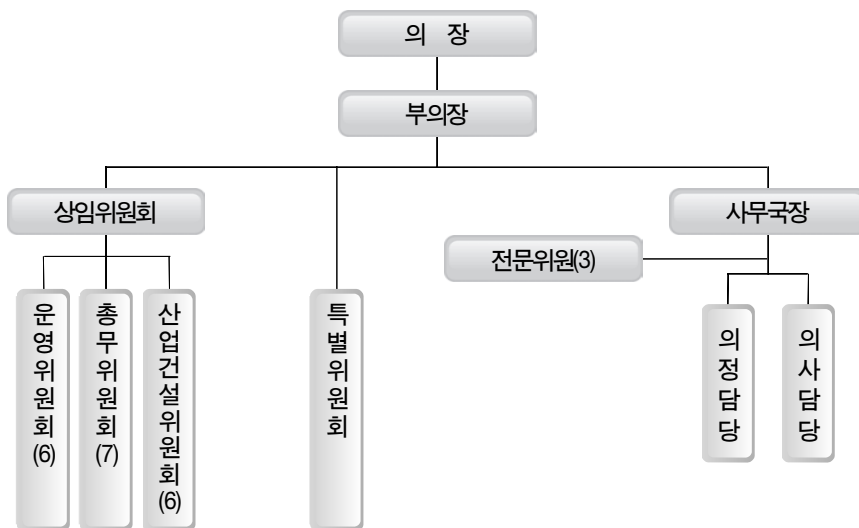 의 장
부의장
상임위원회
사무국장
전문위원(3)
운영위원회(6)
총무위원회(7)
산업건설위원회(6)
특별위원회
의정담당
의사담당